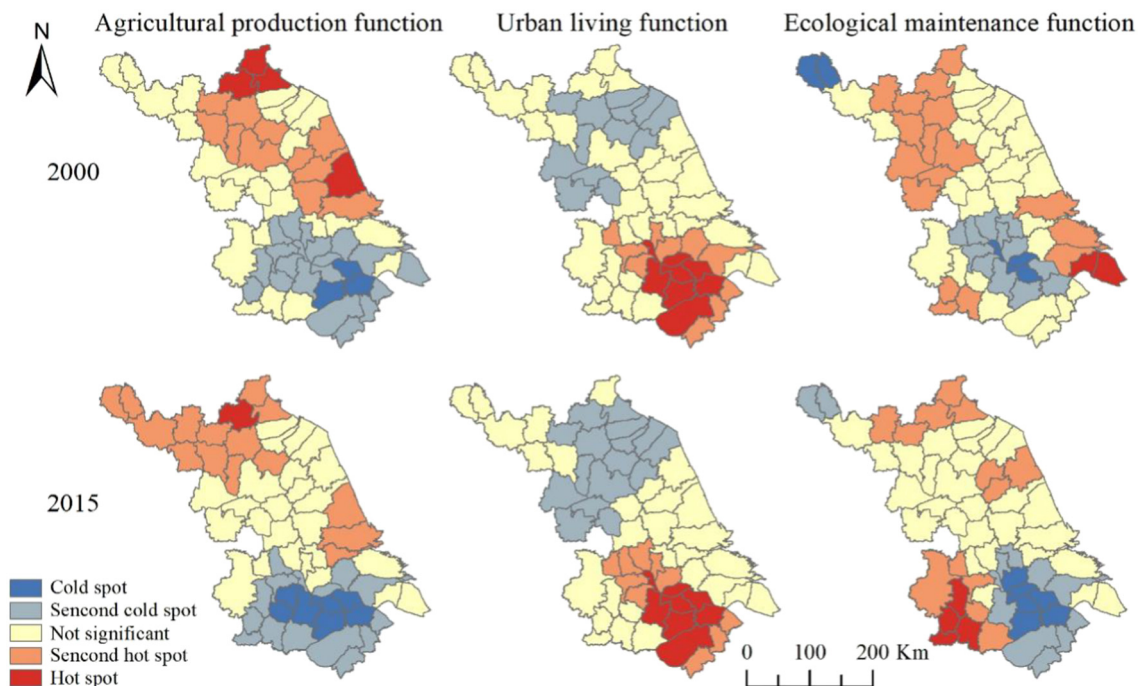 Agricultural production function
Urban living function
Ecological maintenance function
N
2000
2015
Cold spot
Sencond cold spot
Not significant
Sencond hot spot
Hot spot
0 100 200 Km